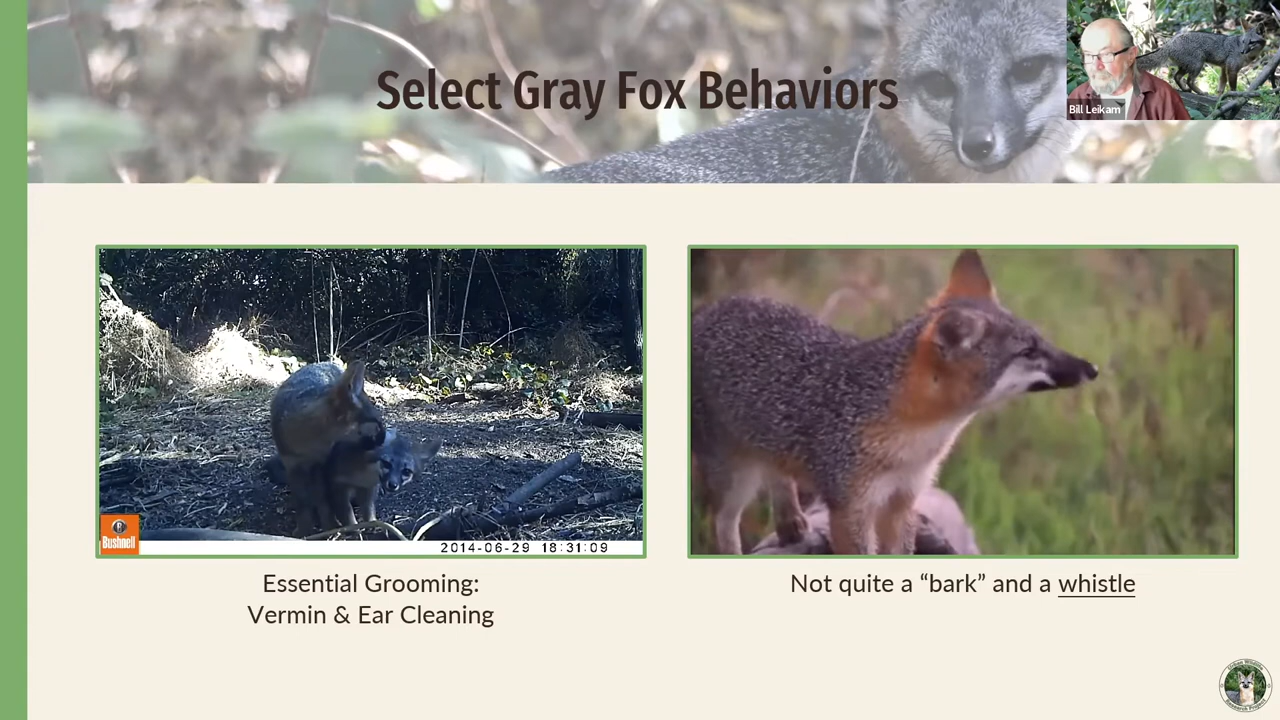 Select Gray Fox Behaviors
Bill Leikam
Bushnell
2014-06-29 18:31:09
Essential Grooming:
Vermin & Ear Cleaning
Not quite a “bark” and a whistle